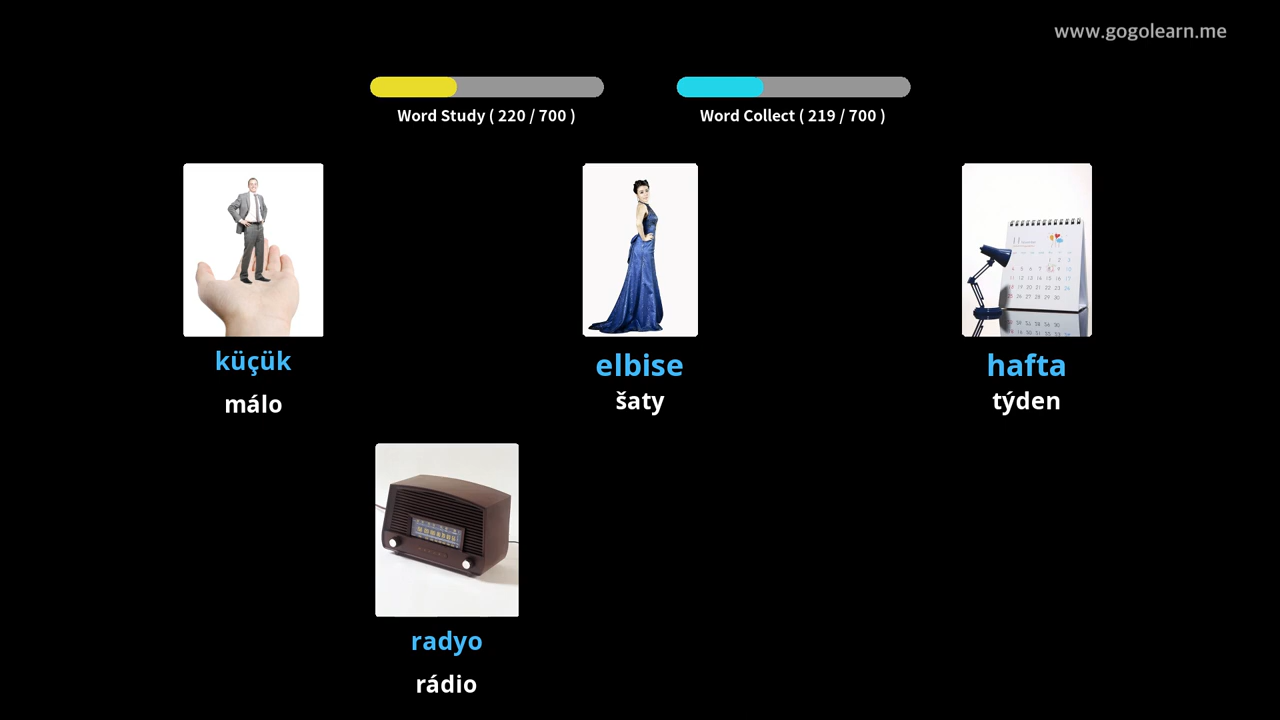 www.gogolearn.me
Word Study ( 220 / 700 )
Word Collect ( 219 / 700 )
küçük
málo
elbise
šaty
hafta
týden
radyo
rádio